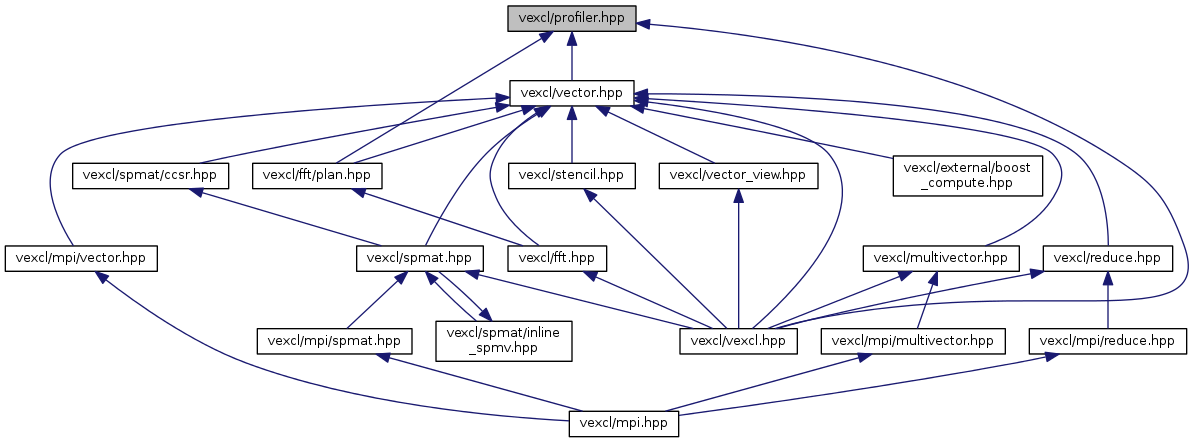 vexcl/profiler.hpp
vexcl/vector.hpp
vexcl/spmat/ccsr.hpp
vexcl/fft/plan.hpp
vexcl/stencil.hpp
vexcl/vector_view.hpp
vexcl/external/boost
_compute.hpp
vexcl/mpi/vector.hpp
vexcl/spmat.hpp
vexcl/fft.hpp
vexcl/multivector.hpp
vexcl/reduce.hpp
vexcl/mpi/spmat.hpp
vexcl/spmat/inline
_spmv.hpp
vexcl/vexcl.hpp
vexcl/mpi/multivector.hpp
vexcl/mpi/reduce.hpp
vexcl/mpi.hpp